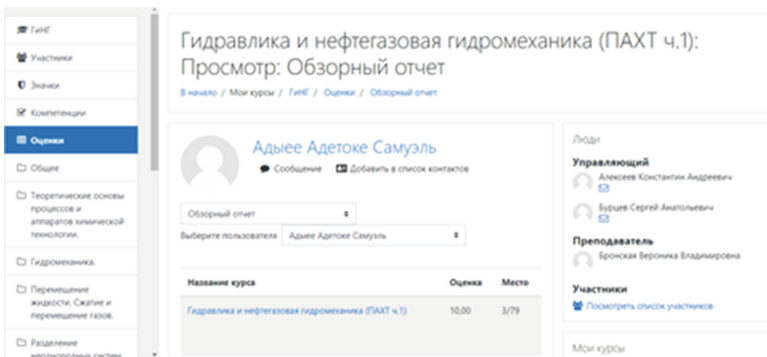 ГиНГ
Участники
Значки
Компетенции
Оценки
Общее
Теоретические основы
процессов и
аппаратов химической
технологии.
Гидромеханика.
Перемещение
жидкости. Сжатие и
перемещение газов.
Разделение
неоднородных систем
Гидравлика и нефтегазовая гидромеханика (ПАХТ ч.1):
Просмотр: Обзорный отчет
В начало / Мои курсы / ГиНГ / Оценки / Обзорный отчет
Адыее Адетоке Самуэль
Сообщение Добавить в список контактов
Обзорный отчет
Выберите пользователя Адыее Адетоке Самуэль
Название курса Оценка Место
Гидравлика и нефтегазовая гидромеханика (ПАХТ ч.1) 10,00 3/79
Люди
Управляющий
Алексеев Константин Андреевич
Бурцев Сергей Анатольевич
Преподаватель
Бронская Вероника Владимировна
Участники
Посмотреть список участников
Мои курсы